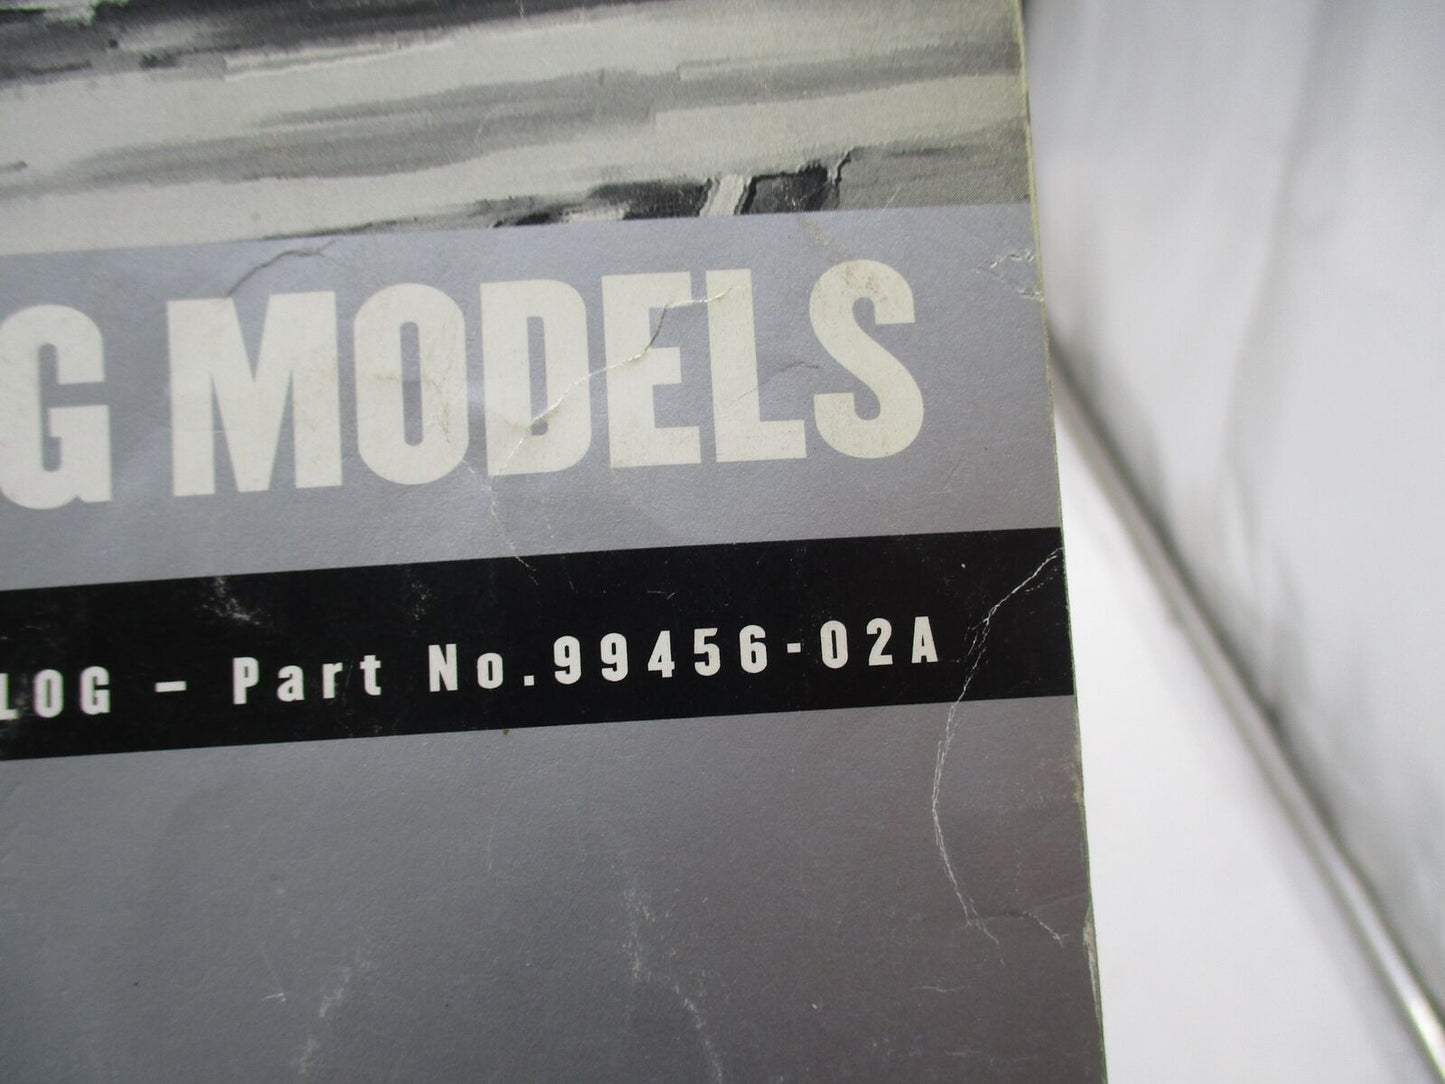 G MODELS
LOG – Part No.99456-02A